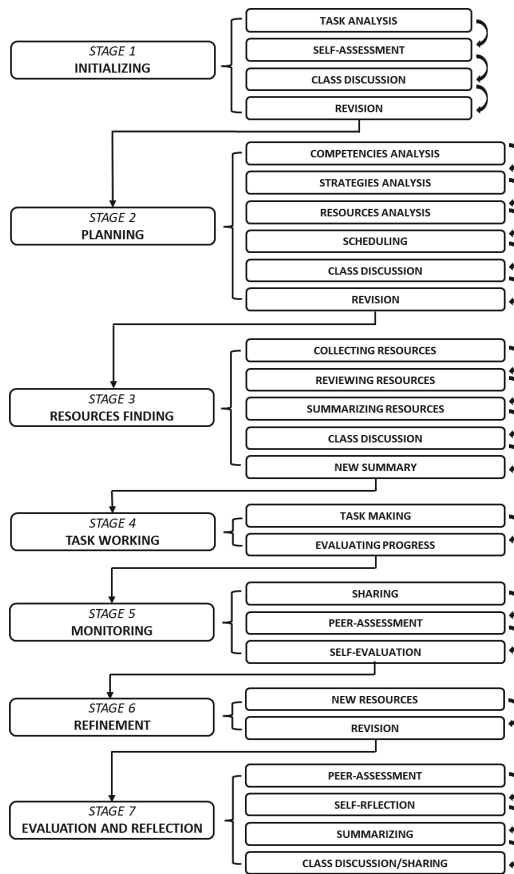 STAGE 1
INITIALIZING
TASK ANALYSIS
SELF-ASSESSMENT
CLASS DISCUSSION
REVISION
STAGE 2
PLANNING
COMPETENCIES ANALYSIS
STRATEGIES ANALYSIS
RESOURCES ANALYSIS
SCHEDULING
CLASS DISCUSSION
REVISION
STAGE 3
RESOURCES FINDING
COLLECTING RESOURCES
REVIEWING RESOURCES
SUMMARIZING RESOURCES
CLASS DISCUSSION
NEW SUMMARY
STAGE 4
TASK WORKING
TASK MAKING
EVALUATING PROGRESS
STAGE 5
MONITORING
SHARING
PEER-ASSESSMENT
SELF-EVALUATION
STAGE 6
REFINEMENT
NEW RESOURCES
REVISION
STAGE 7
EVALUATION AND REFLECTION
PEER-ASSESSMENT
SELF-RFLECTION
SUMMARIZING
CLASS DISCUSSION/SHARING